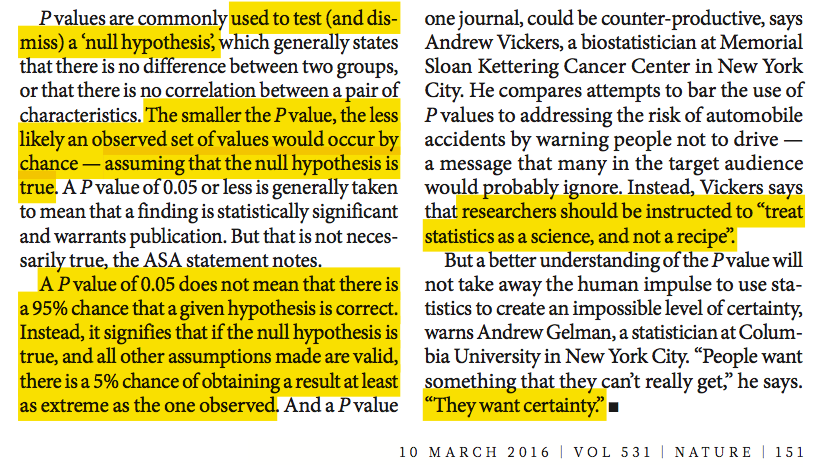 P values are commonly used to test (and dis-
miss) a ‘null hypothesis’, which generally states
that there is no difference between two groups,
or that there is no correlation between a pair of
characteristics. The smaller the P value, the less
likely an observed set of values would occur by
chance — assuming that the null hypothesis is
true. A P value of 0.05 or less is generally taken
to mean that a finding is statistically significant
and warrants publication. But that is not neces-
sarily true, the ASA statement notes.
A P value of 0.05 does not mean that there is
a 95% chance that a given hypothesis is correct.
Instead, it signifies that if the null hypothesis is
true, and all other assumptions made are valid,
there is a 5% chance of obtaining a result at least
as extreme as the one observed. And a P value
one journal, could be counter-productive, says
Andrew Vickers, a biostatistician at Memorial
Sloan Kettering Cancer Center in New York
City. He compares attempts to bar the use of
P values to addressing the risk of automobile
accidents by warning people not to drive —
a message that many in the target audience
would probably ignore. Instead, Vickers says
that researchers should be instructed to “treat
statistics as a science, and not a recipe”.
But a better understanding of the P value will
not take away the human impulse to use sta-
tistics to create an impossible level of certainty,
warns Andrew Gelman, a statistician at Colum-
bia University in New York City. “People want
something that they can’t really get,” he says.
“They want certainty.” ■
10 MARCH 2016 | VOL 531 | NATURE | 151